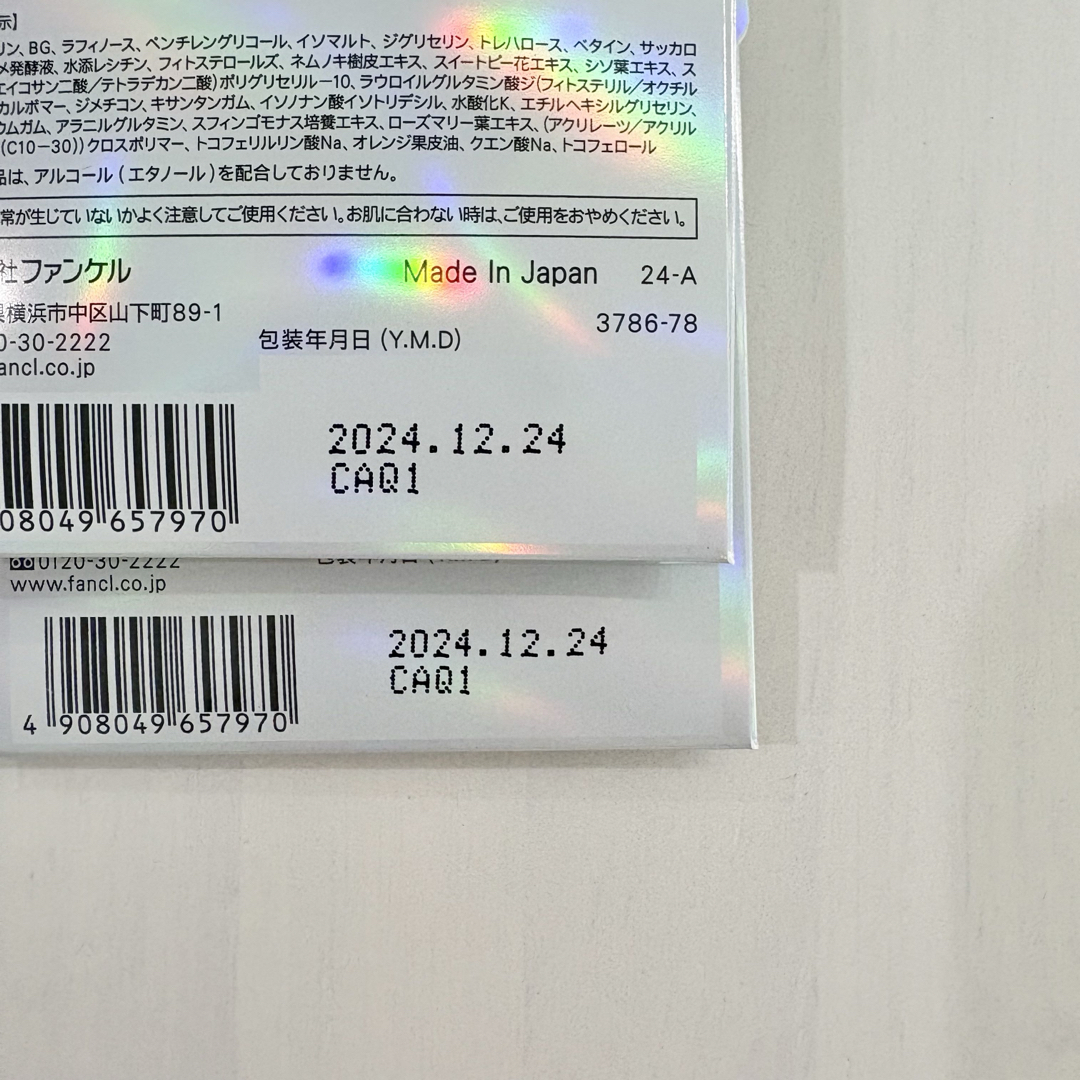 示】
リン、BG、ラフィノース、ペンチレングリコール、イソマルト、ジグリセリン、トレハロース、ベタイン、サッカロ
メ発酵液、水添レシチン、フィトステロールズ、ネムノキ樹皮エキス、スイートピー花エキス、シソ葉エキス、ス
エイコサン二酸/テトラデカン二酸)ポリグリセリル－10、ラウロイルグルタミン酸ジ(フィトステリル/オクチル
カルボマー、ジメチコン、キサンタンガム、イソノナン酸イソトリデシル、水酸化K、エチルヘキシルグリセリン、
ウムガム、アラニルグルタミン、スフィンゴモナス培養エキス、ローズマリー葉エキス、(アクリレーツ/アクリル
(C10－30))クロスポリマー、トコフェリルリン酸Na、オレンジ果皮油、クエン酸Na、トコフェロール
品は、アルコール(エタノール)を配合しておりません。
常が生じていないかよく注意してご使用ください。お肌に合わない時は、ご使用をおやめください。
社ファンケル
Made In Japan 24-A
県横浜市中区山下町89-1
3786-78
0-30-2222
包装年月日 (Y.M.D)
ancl.co.jp
2024.12.24
CAQ1
08049 657970
0120-30-2222
包装年月日 (Y.M.D)
www.fancl.co.jp
2024.12.24
CAQ1
4 908049 657970